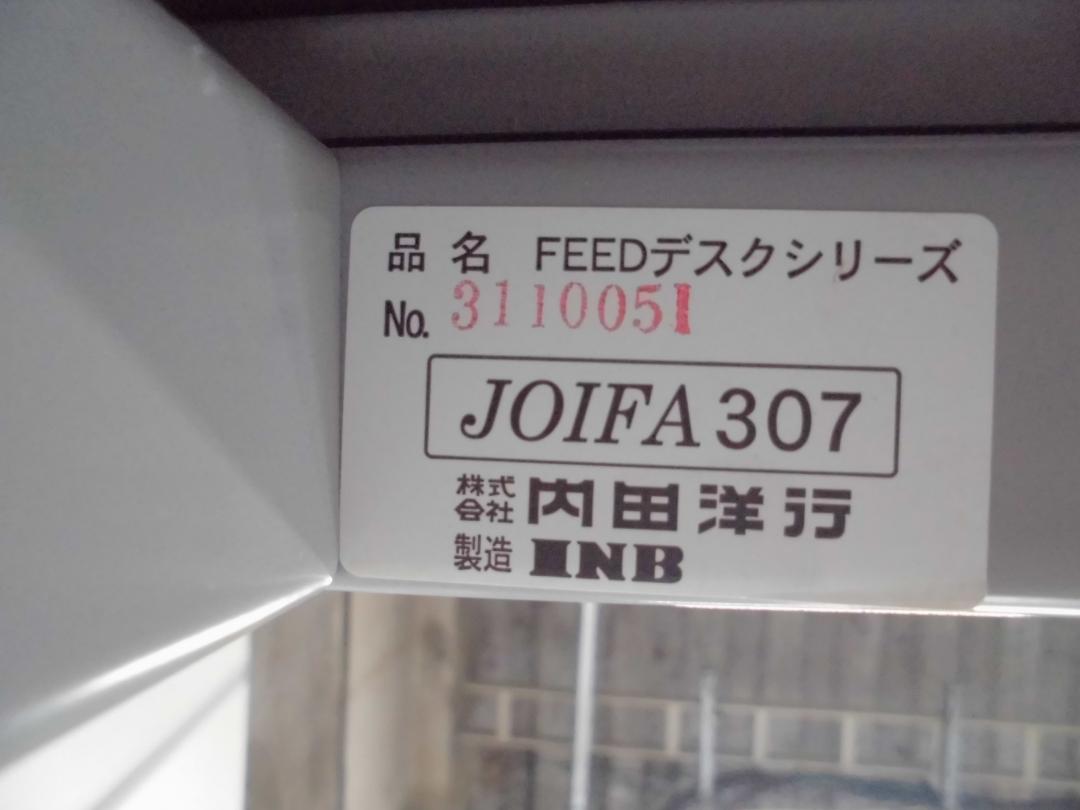 品 名 FEEDデスクシリーズ
No. 3110051
JOIFA 307
株式会社 内田洋行
製造 INB